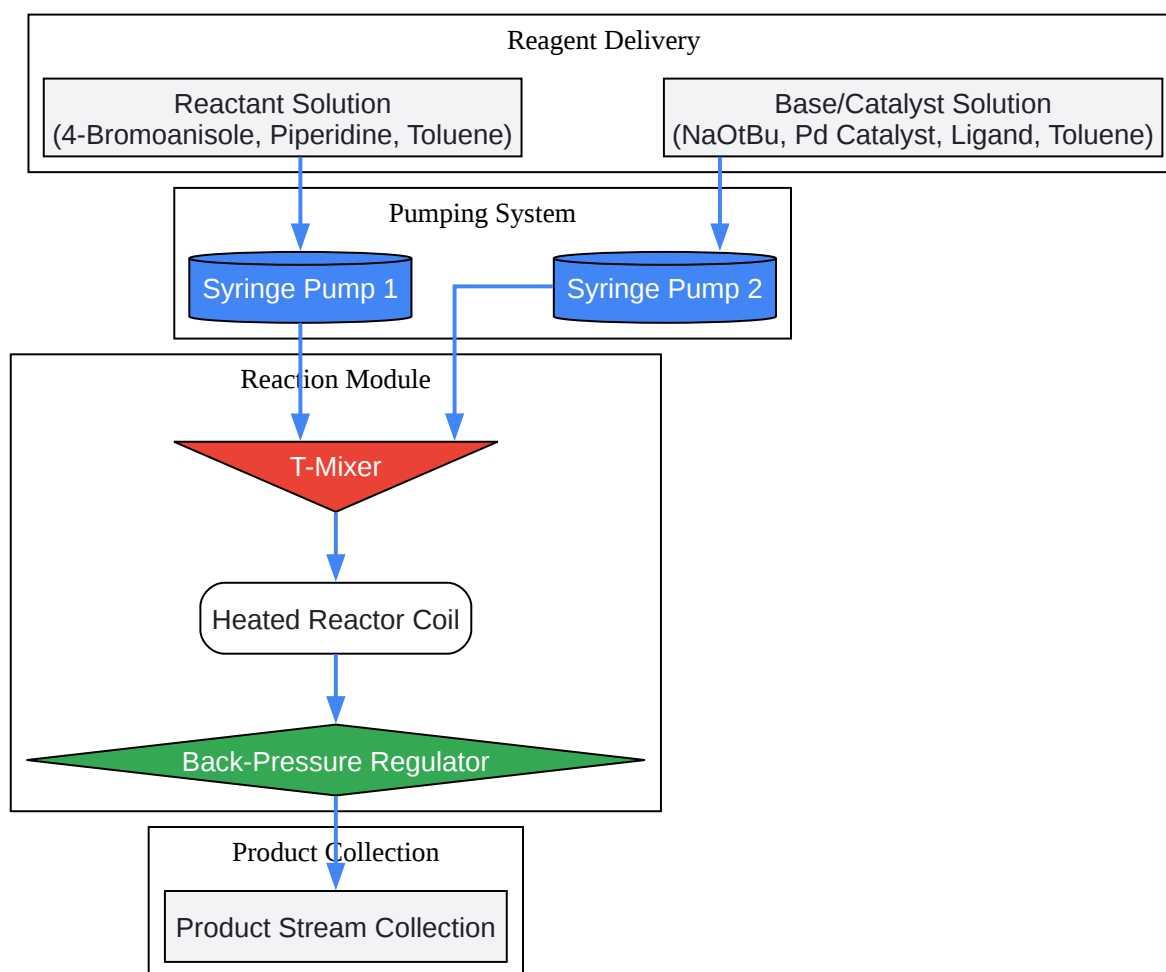 Reagent Delivery
Reactant Solution
(4-Bromoanisole, Piperidine, Toluene)
Base/Catalyst Solution
(NaOtBu, Pd Catalyst, Ligand, Toluene)
Pumping System
Syringe Pump 1
Syringe Pump 2
Reaction Module
T-Mixer
Heated Reactor Coil
Back-Pressure Regulator
Product Collection
Product Stream Collection